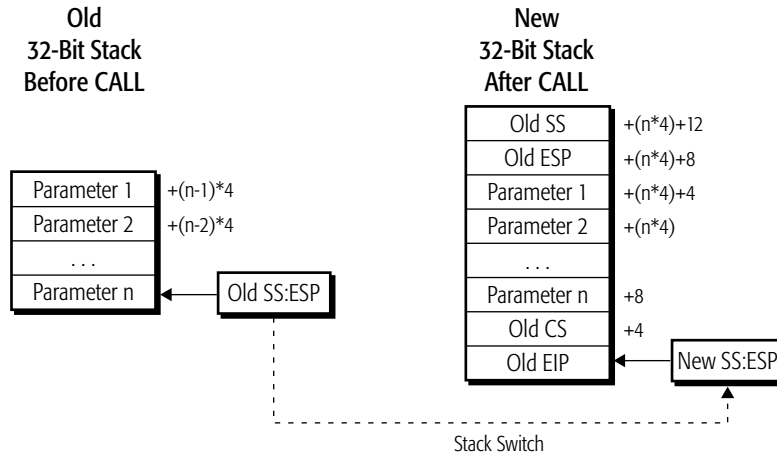 Old
32-Bit Stack
Before CALL
New
32-Bit Stack
After CALL
Old SS +(n*4)+12
Old ESP +(n*4)+8
Parameter 1 +(n-1)*4
Parameter 1 +(n*4)+4
Parameter 2 +(n-2)*4
Parameter 2 +(n*4)
. . .
. . .
Parameter n Old SS:ESP
Parameter n +8
Old CS +4
Old EIP New SS:ESP
Stack Switch